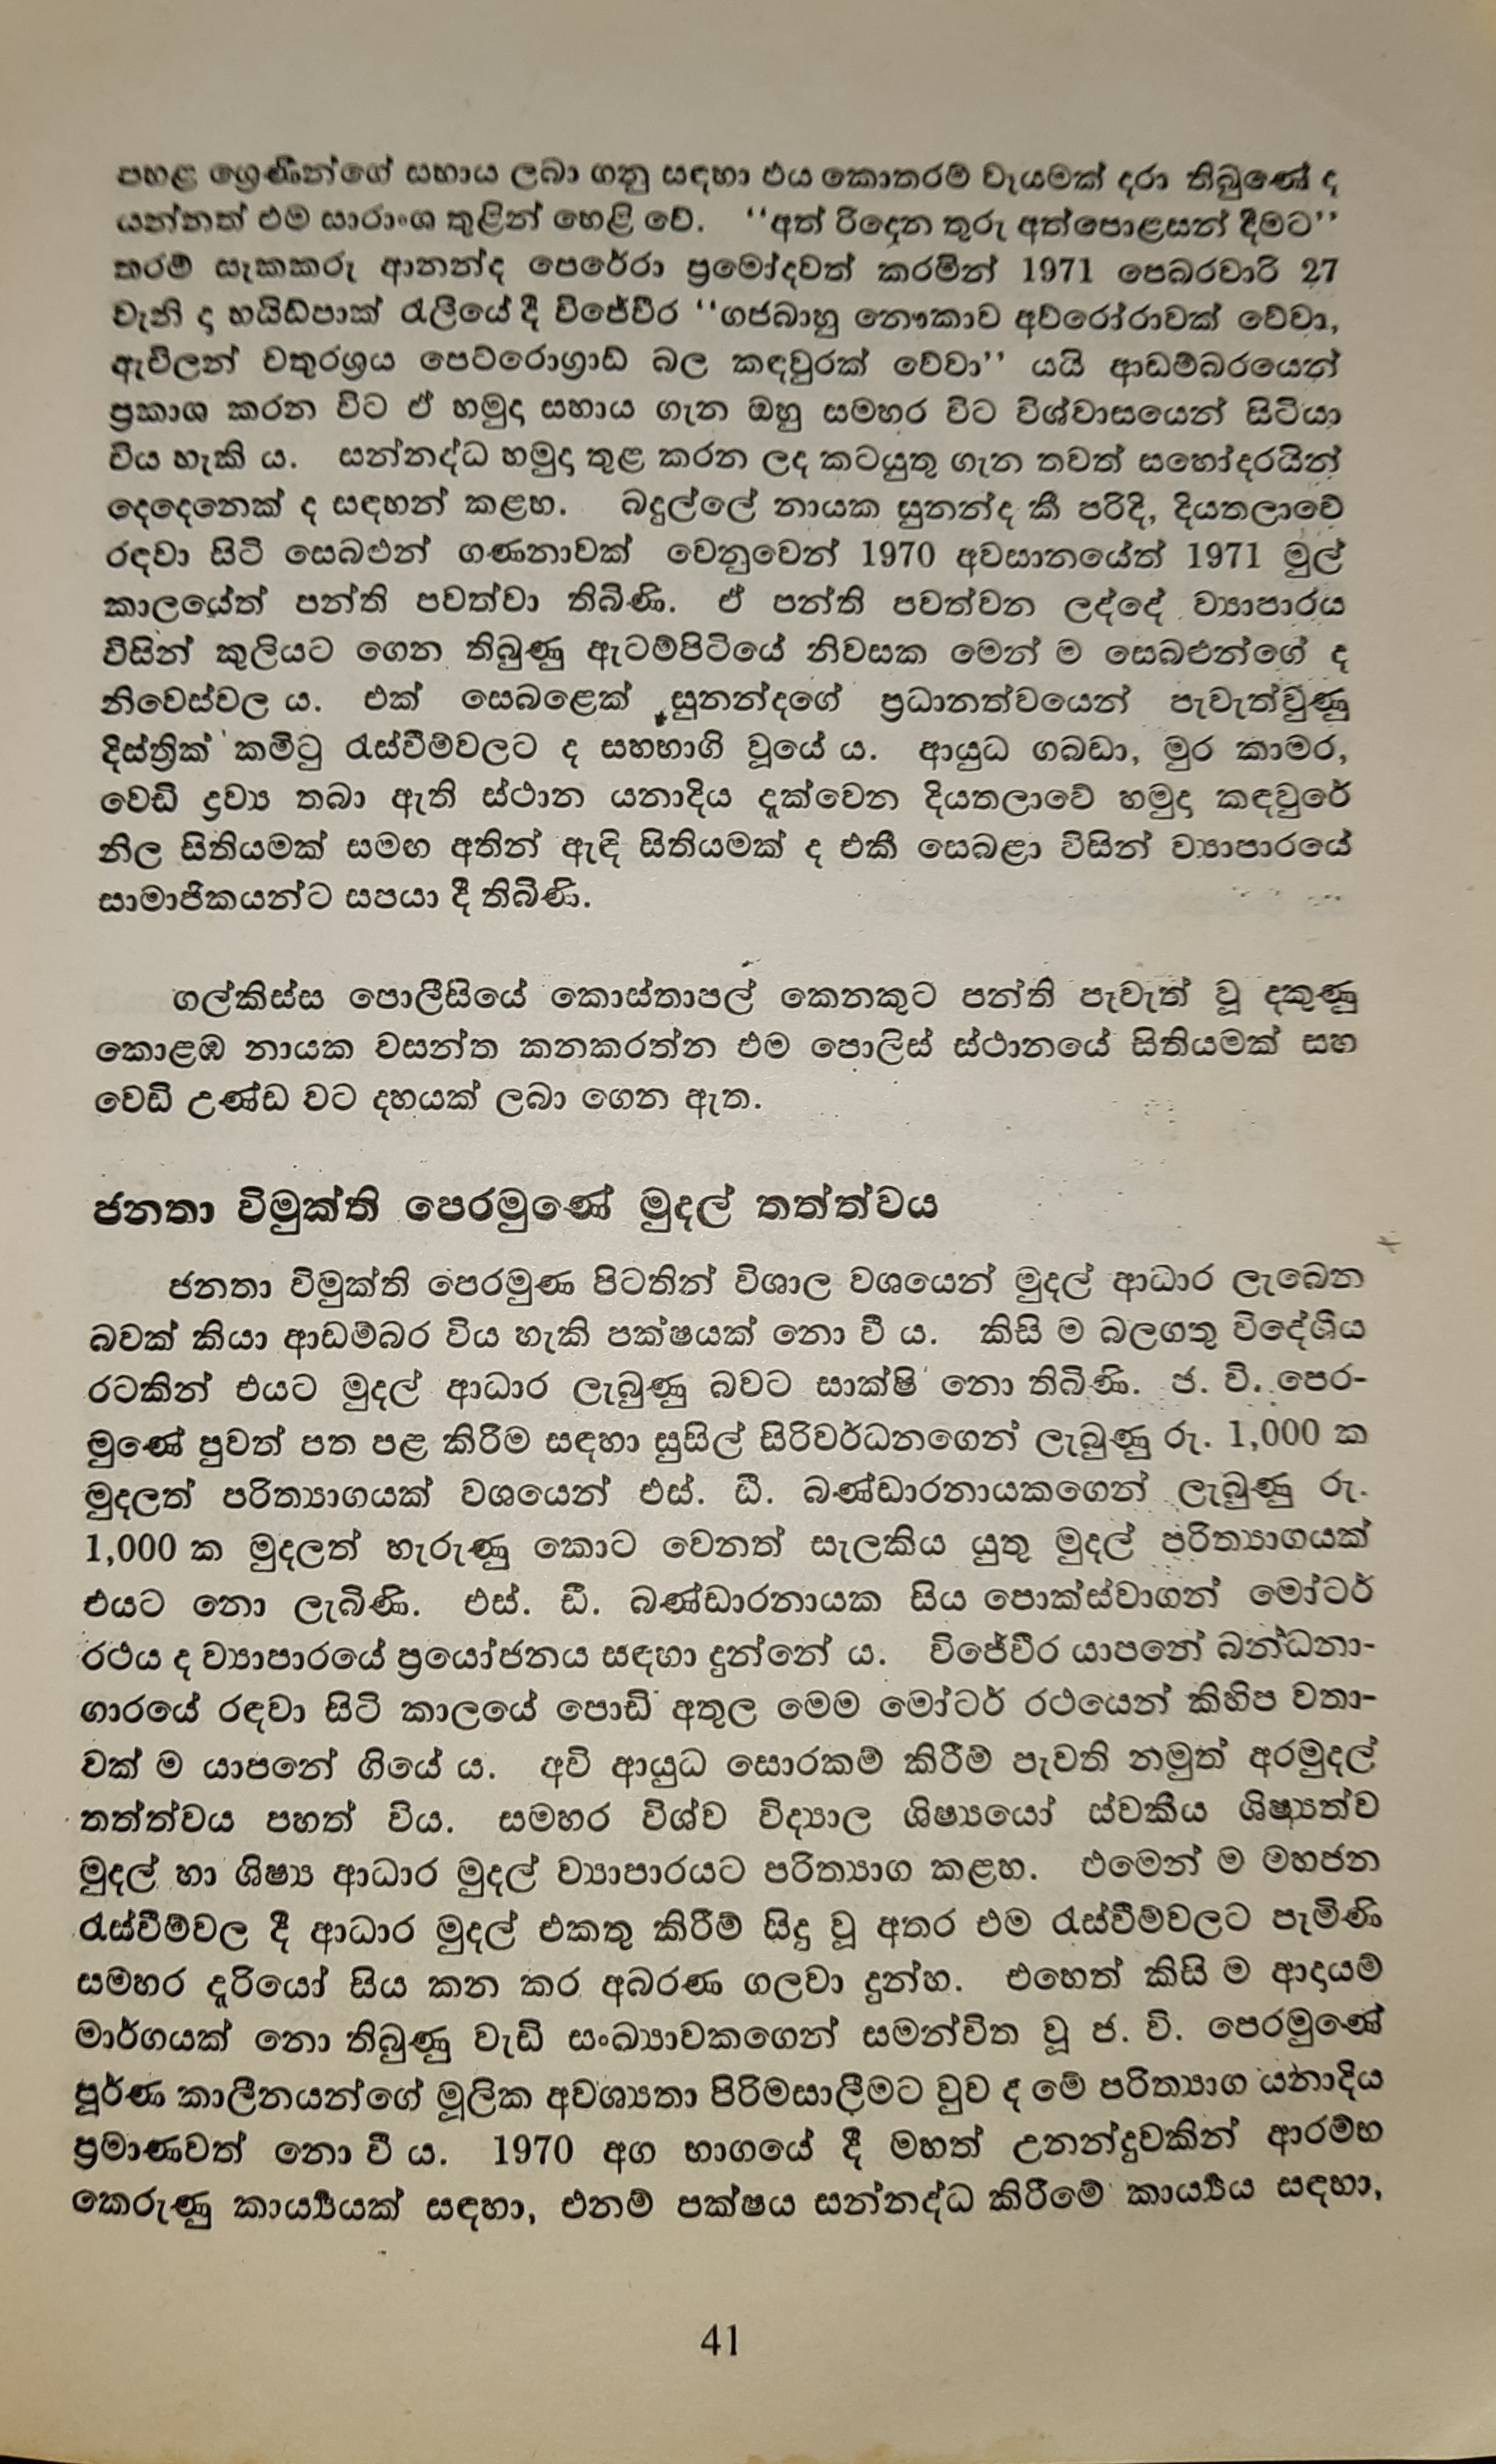 පහළ ශ්‍රේණීන්ගේ සහාය ලබා ගනු සඳහා එය කොතරම් වෑයමක් දරා තිබුණේ ද
යන්නත් එම සාරාංශ තුළින් හෙළි වේ. ‘‘අත් රිදෙන තුරු අත්පොළසන් දීමට’’
තරම් සැකකරු ආනන්ද පෙරේරා ප්‍රමෝදවත් කරමින් 1971 පෙබරවාරි 27
වැනි දා හයිඩ්පාක් රැලියේ දී විජේවීර ‘‘ගජබාහු නෞකාව අව්රෝරාවක් වේවා,
ඇච්ලන් චතුරශ්‍රය පෙට්රොග්‍රාඩ් බල කඳවුරක් වේවා’’ යයි ආඩම්බරයෙන්
ප්‍රකාශ කරන විට ඒ හමුදා සහාය ගැන ඔහු සමහර විට විශ්වාසයෙන් සිටියා
විය හැකි ය. සන්නද්ධ හමුදා තුළ කරන ලද කටයුතු ගැන තවත් සහෝදරයින්
දෙදෙනෙක් ද සඳහන් කළහ. බදුල්ලේ නායක සුනන්ද කී පරිදි, දියතලාවේ
රඳවා සිටි සෙබළුන් ගණනාවක් වෙනුවෙන් 1970 අවසානයේත් 1971 මුල්
කාලයේත් පන්ති පවත්වා තිබිණි. ඒ පන්ති පවත්වන ලද්දේ ව්‍යාපාරය
විසින් කුලියට ගෙන තිබුණු ඇටම්පිටියේ නිවසක මෙන් ම සෙබළුන්ගේ ද
නිවෙස්වල ය. එක් සෙබළෙක් සුනන්දගේ ප්‍රධානත්වයෙන් පැවැත්වුණු
දිස්ත්‍රික් කමිටු රැස්වීම්වලට ද සහභාගි වූයේ ය. ආයුධ ගබඩා, මුර කාමර,
වෙඩි ද්‍රව්‍ය තබා ඇති ස්ථාන යනාදිය දැක්වෙන දියතලාවේ හමුදා කඳවුරේ
නිල සිතියමක් සමඟ අතින් ඇඳි සිතියමක් ද එකී සෙබළා විසින් ව්‍යාපාරයේ
සාමාජිකයන්ට සපයා දී තිබිණි.
ගල්කිස්ස පොලීසියේ කොස්තාපල් කෙනකුට පන්ති පැවැත් වූ දකුණු
කොළඹ නායක වසන්ත කනකරත්න එම පොලිස් ස්ථානයේ සිතියමක් සහ
වෙඩි උණ්ඩ වට දහයක් ලබා ගෙන ඇත.
ජනතා විමුක්ති පෙරමුණේ මුදල් තත්ත්වය
ජනතා විමුක්ති පෙරමුණ පිටතින් විශාල වශයෙන් මුදල් ආධාර ලැබෙන
බවක් කියා ආඩම්බර විය හැකි පක්ෂයක් නො වී ය. කිසි ම බලගතු විදේශීය
රටකින් එයට මුදල් ආධාර ලැබුණු බවට සාක්ෂි නො තිබිණි. ජ. වි. පෙර-
මුණේ පුවත් පත පළ කිරීම සඳහා සුසිල් සිරිවර්ධනගෙන් ලැබුණු රු. 1,000 ක
මුදලත් පරිත්‍යාගයක් වශයෙන් එස්. ඩී. බණ්ඩාරනායකගෙන් ලැබුණු රු.
1,000 ක මුදලත් හැරුණු කොට වෙනත් සැලකිය යුතු මුදල් පරිත්‍යාගයක්
එයට නො ලැබිණි. එස්. ඩී. බණ්ඩාරනායක සිය පොක්ස්වාගන් මෝටර්
රථය ද ව්‍යාපාරයේ ප්‍රයෝජනය සඳහා දුන්නේ ය. විජේවීර යාපනේ බන්ධනා-
ගාරයේ රඳවා සිටි කාලයේ පොඩි අතුල මෙම මෝටර් රථයෙන් කිහිප වතා-
වක් ම යාපනේ ගියේ ය. අවි ආයුධ සොරකම් කිරීම් පැවති නමුත් අරමුදල්
තත්ත්වය පහත් විය. සමහර විශ්ව විද්‍යාල ශිෂ්‍යයෝ ස්වකීය ශිෂ්‍යත්ව
මුදල් හා ශිෂ්‍ය ආධාර මුදල් ව්‍යාපාරයට පරිත්‍යාග කළහ. එමෙන් ම මහජන
රැස්වීම්වල දී ආධාර මුදල් එකතු කිරීම් සිදු වූ අතර එම රැස්වීම්වලට පැමිණි
සමහර දැරියෝ සිය කන කර අබරණ ගලවා දුන්හ. එහෙත් කිසි ම ආදායම්
මාර්ගයක් නො තිබුණු වැඩි සංඛ්‍යාවකගෙන් සමන්විත වූ ජ. වි. පෙරමුණේ
පූර්ණ කාලීනයන්ගේ මූලික අවශ්‍යතා පිරිමසාලීමට වුව ද මේ පරිත්‍යාග යනාදිය
ප්‍රමාණවත් නො වී ය. 1970 අග භාගයේ දී මහත් උනන්දුවකින් ආරම්භ
කෙරුණු කාර්‍ය්‍යයක් සඳහා, එනම් පක්ෂය සන්නද්ධ කිරීමේ කාර්‍ය්‍යය සඳහා,
41